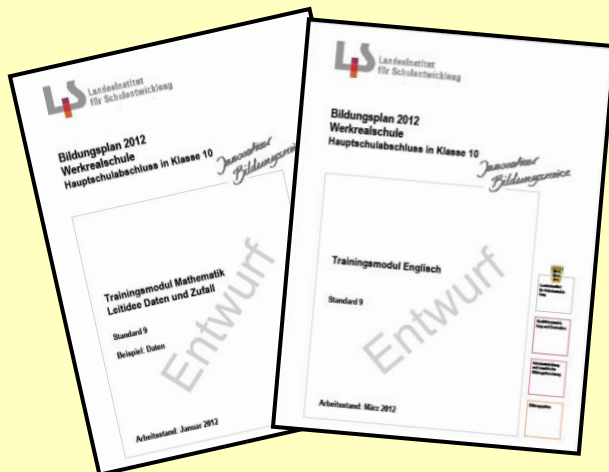 LS Landesinstitut
für Schulentwicklung
Bildungsplan 2012
Werkrealschule
Hauptschulabschluss in Klasse 10
Innovativer
Bildungsservice
Trainingsmodul Mathematik
Leitidee Daten und Zufall
Standard 9
Beispiel: Daten
Entwurf
Arbeitsstand: Januar 2012
LS Landesinstitut
für Schulentwicklung
Bildungsplan 2012
Werkrealschule
Hauptschulabschluss in Klasse 10
Innovativer
Bildungsservice
Trainingsmodul Englisch
Standard 9
Entwurf
Arbeitsstand: März 2012